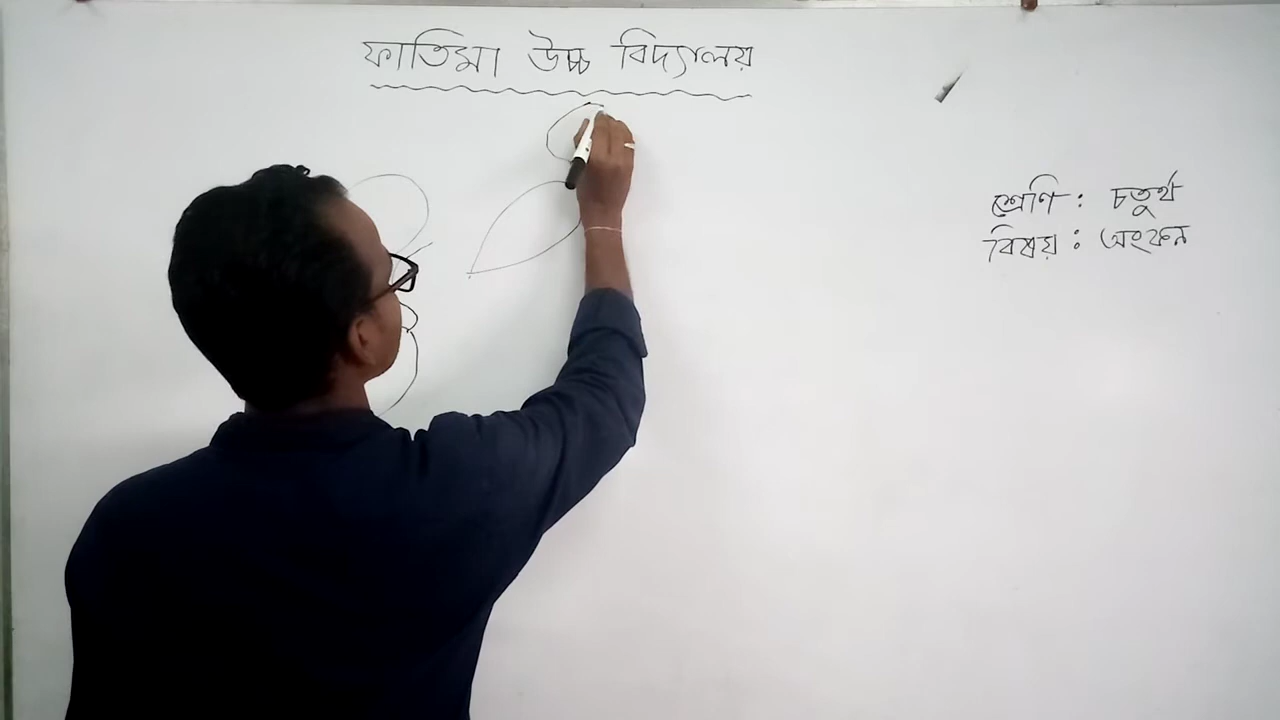 ফাতিমা উচ্চ বিদ্যালয়
শ্রেণি : চতুর্থ
বিষয় : অংকন